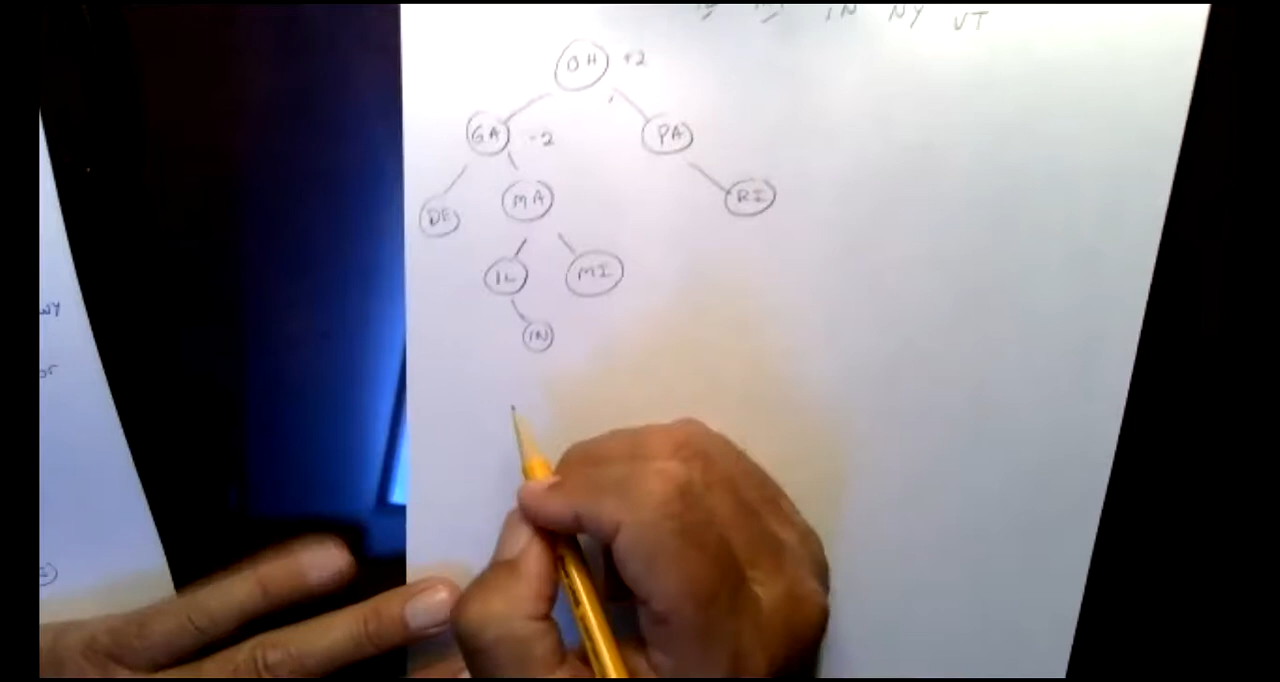 IN NY VT
OH +2
GA -2 PA
DE MA RI
IL MI
IN